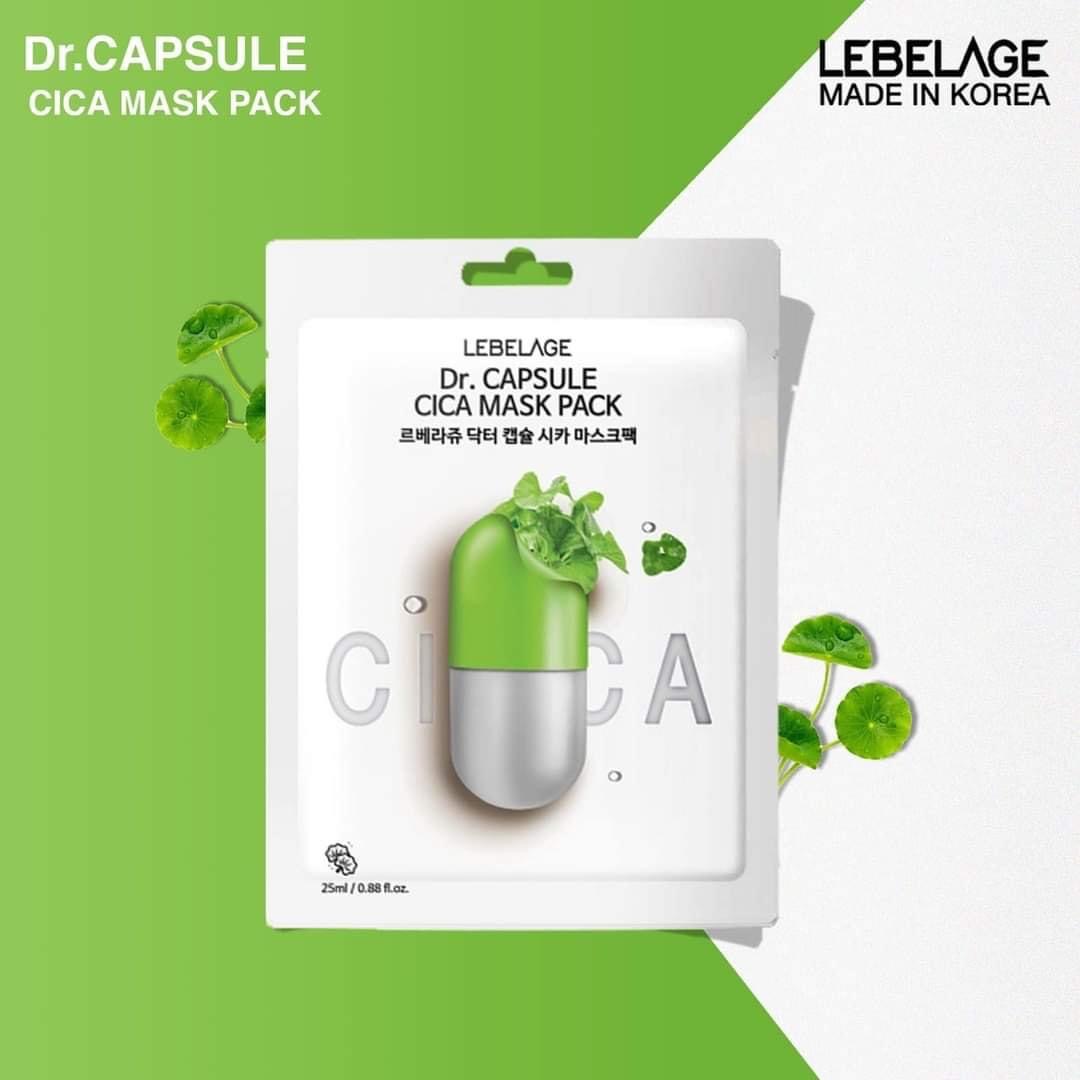 Dr.CAPSULE
CICA MASK PACK
LEBELAGE
MADE IN KOREA
LEBELAGE
Dr. CAPSULE
CICA MASK PACK
르베라쥬 닥터 캡슐 시카 마스크팩
CICA
25ml / 0.88 fl.oz.